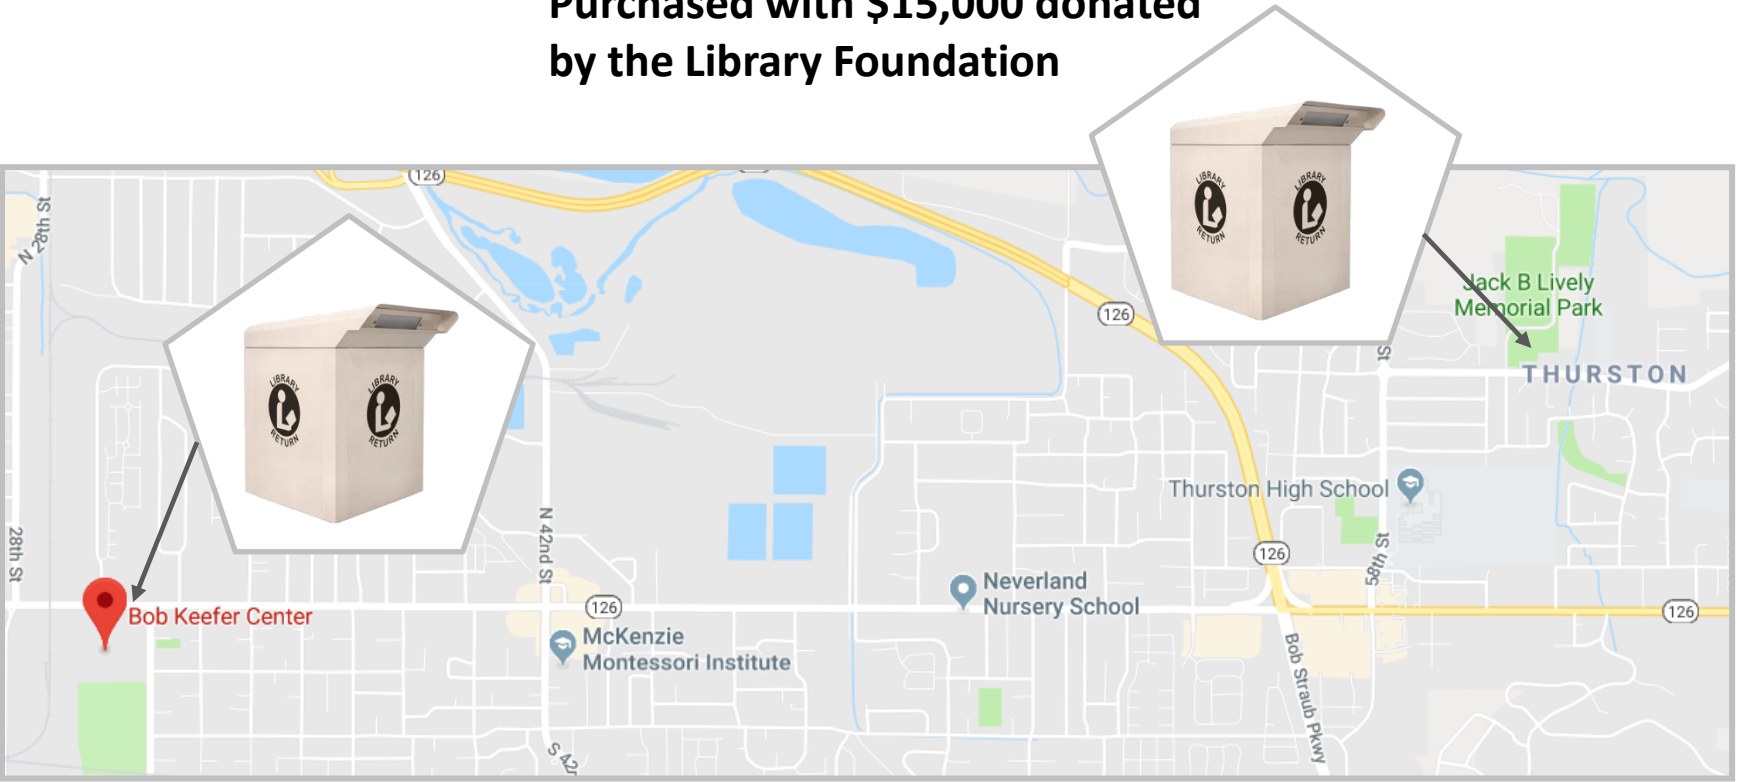 Purchased with $15,000 donated
by the Library Foundation
126
N 28th St
LIBRARY
RETURN
LIBRARY
RETURN
Jack B Lively
Memorial Park
126
THURSTON
St
LIBRARY
RETURN
LIBRARY
RETURN
Thurston High School
28th St
N 42nd St
126
58th St
Neverland
Nursery School
126
126
Bob Keefer Center
McKenzie
Montessori Institute
Bob Straub Pkwy